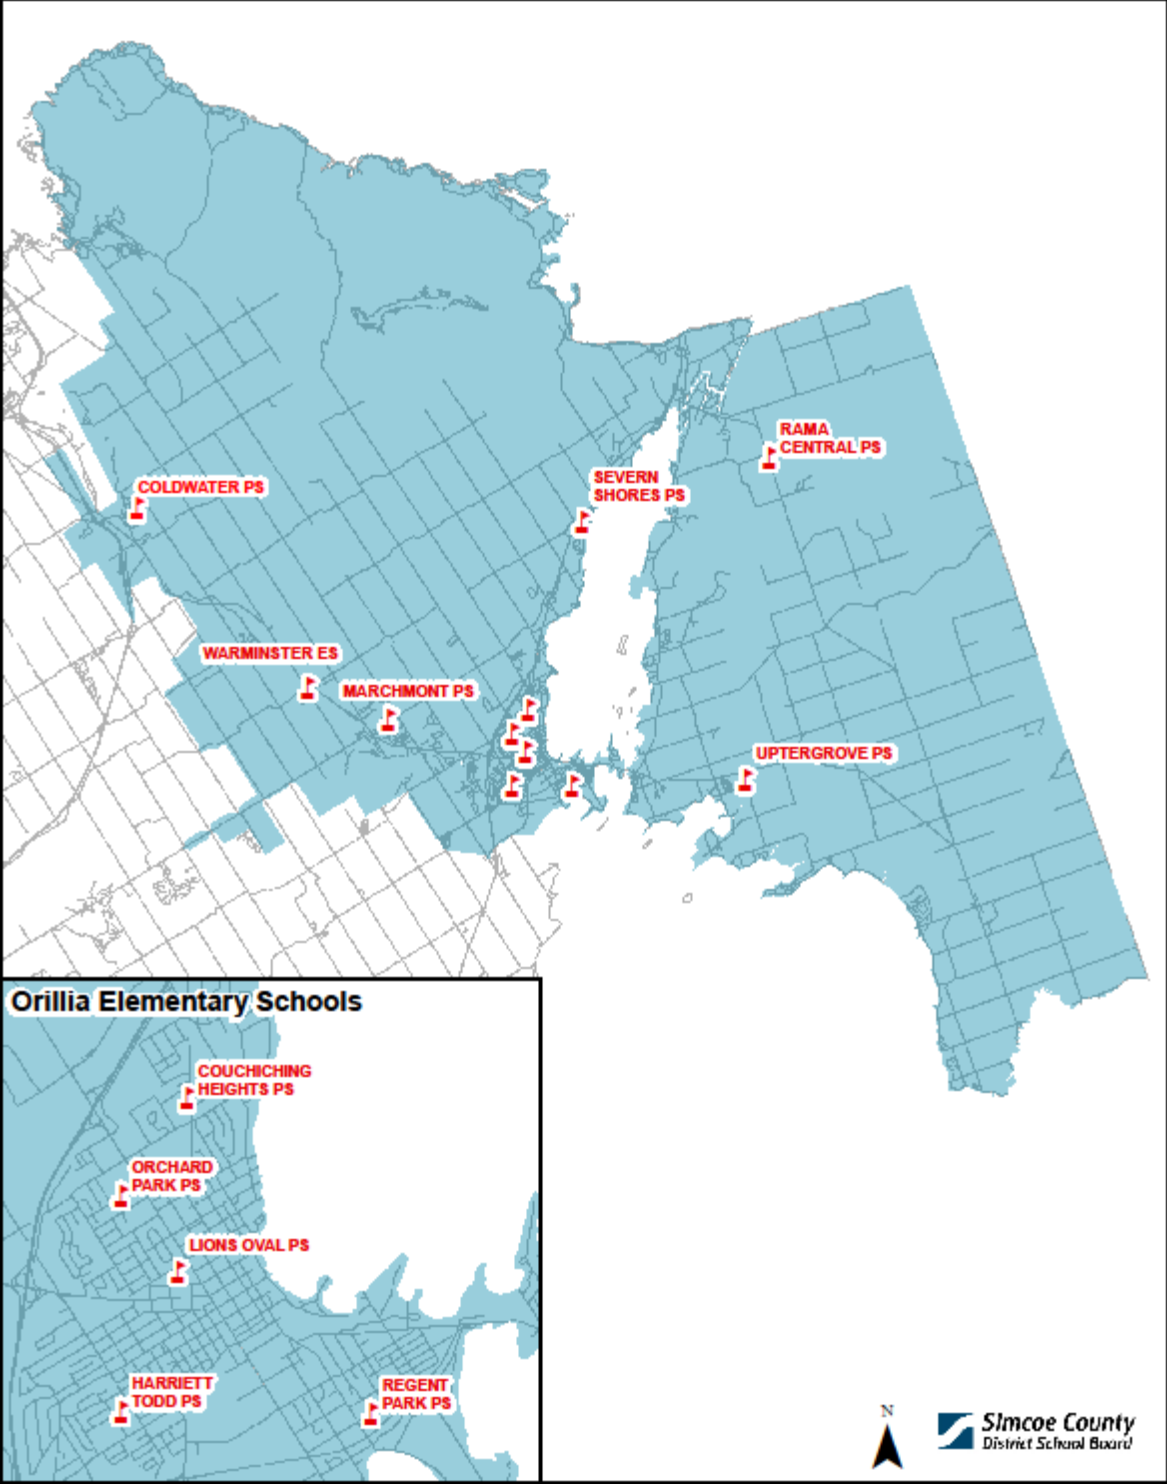 RAMA
CENTRAL PS
SEVERN
SHORES PS
COLDWATER PS
WARMINSTER ES
MARCHMONT PS
UPTERGROVE PS
Orillia Elementary Schools
COUCHICHING
HEIGHTS PS
ORCHARD
PARK PS
LIONS OVAL PS
HARRIETT
TODD PS
REGENT
PARK PS
N
Simcoe County
District School Board